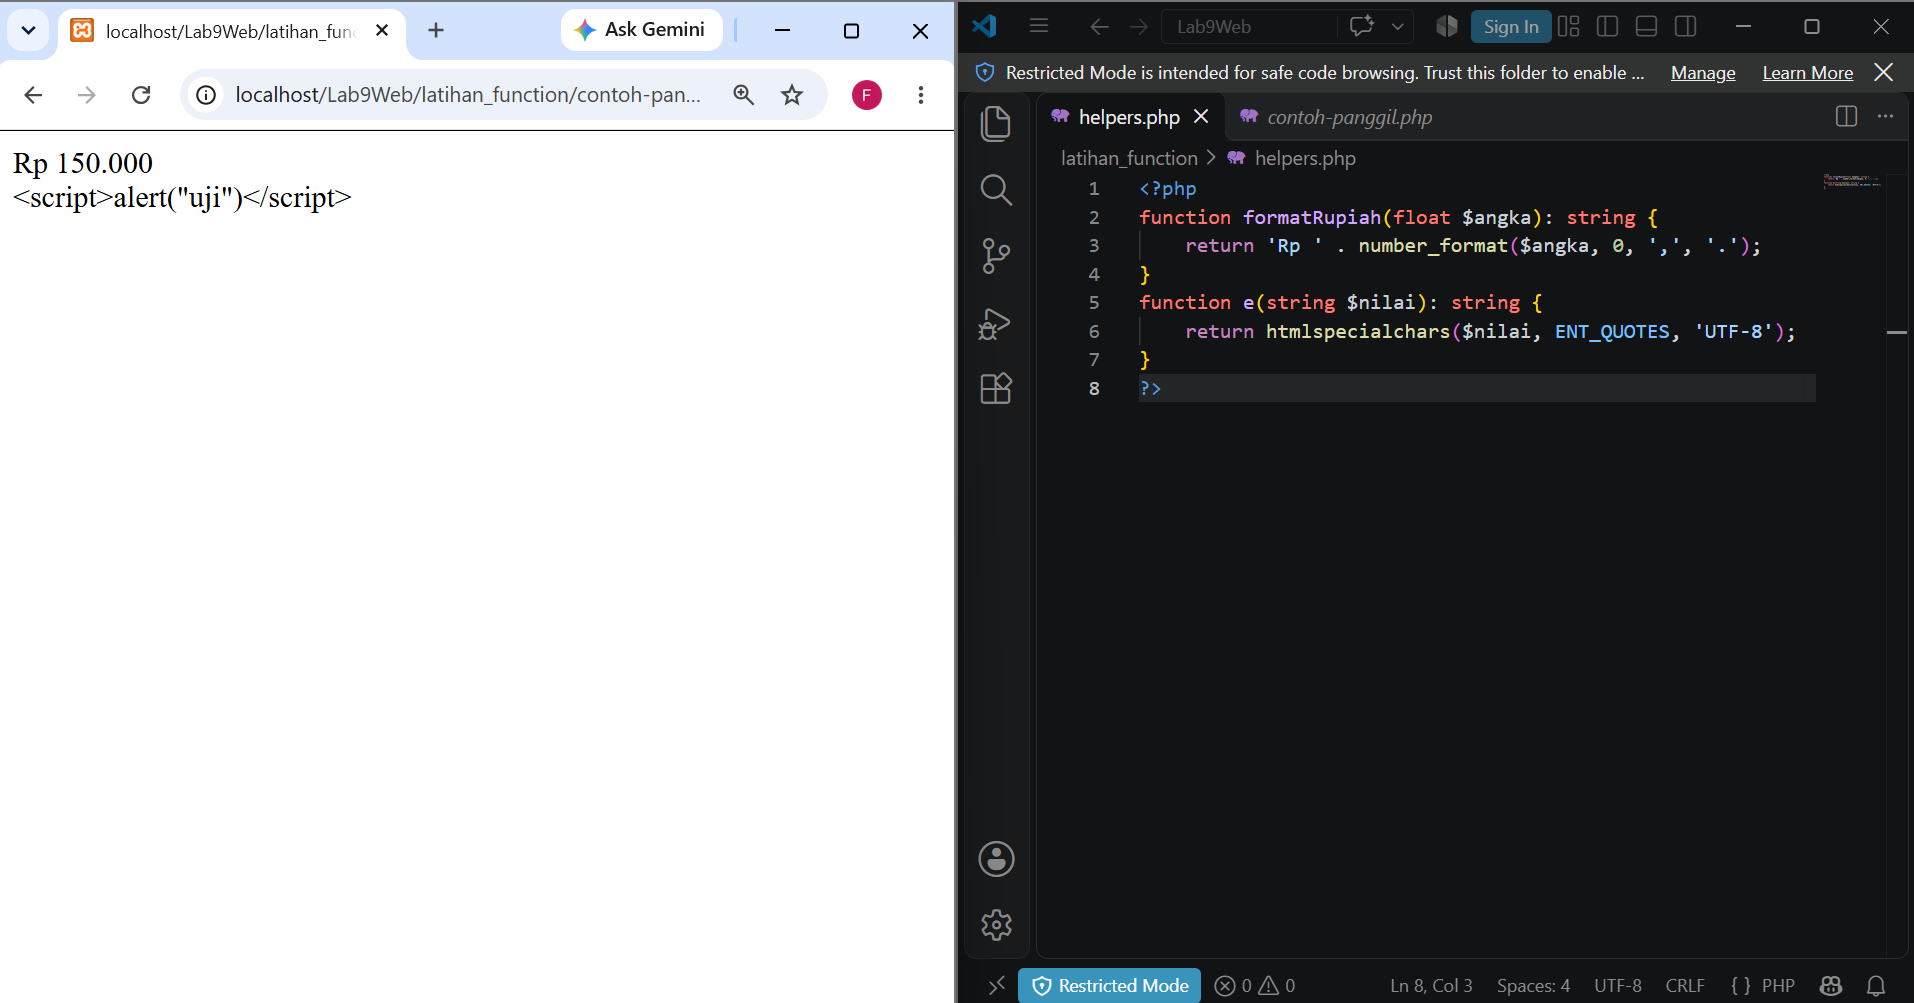 localhost/Lab9Web/latihan_fun
Ask Gemini
localhost/Lab9Web/latihan_function/contoh-pan...
F
Rp 150.000
<script>alert("uji")</script>
Lab9Web
Sign In
Restricted Mode is intended for safe code browsing. Trust this folder to enable ...
Manage
Learn More
helpers.php
contoh-panggil.php
latihan_function > helpers.php
1 <?php
2 function formatRupiah(float $angka): string {
3     return 'Rp ' . number_format($angka, 0, ',', '.');
4 }
5 function e(string $nilai): string {
6     return htmlspecialchars($nilai, ENT_QUOTES, 'UTF-8');
7 }
8 ?>
Restricted Mode
0
0
Ln 8, Col 3
Spaces: 4
UTF-8
CRLF
{ } PHP